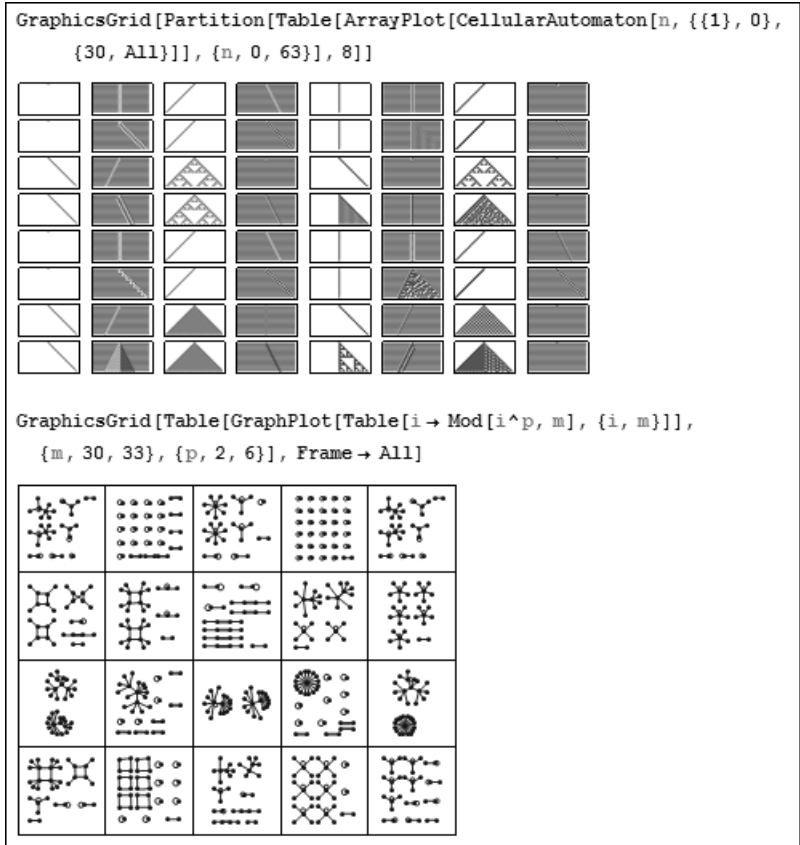 GraphicsGrid[Partition[Table[ArrayPlot[CellularAutomaton[n, {{1}, 0},
{30, All}]], {n, 0, 63}], 8]]
GraphicsGrid[Table[GraphPlot[Table[i → Mod[i^p, m], {i, m}]],
{m, 30, 33}, {p, 2, 6}], Frame → All]